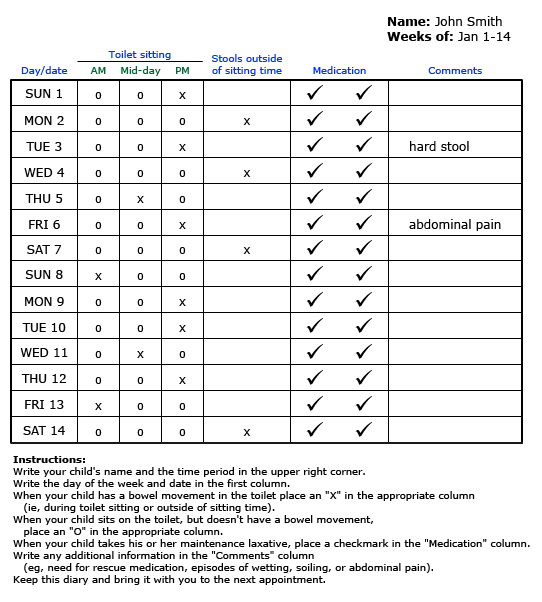 Name: John Smith
Weeks of: Jan 1-14
Toilet sitting
Stools outside
Day/date AM Mid-day PM of sitting time Medication Comments
SUN 1 o o x ✓ ✓
MON 2 o o o x ✓ ✓
TUE 3 o o x ✓ ✓ hard stool
WED 4 o o o x ✓ ✓
THU 5 o x o ✓ ✓
FRI 6 o o x ✓ ✓ abdominal pain
SAT 7 o o o x ✓ ✓
SUN 8 x o o ✓ ✓
MON 9 o o x ✓ ✓
TUE 10 o o x ✓ ✓
WED 11 o x o ✓ ✓
THU 12 o o x ✓ ✓
FRI 13 x o o ✓ ✓
SAT 14 o o o x ✓ ✓
Instructions:
Write your child's name and the time period in the upper right corner.
Write the day of the week and date in the first column.
When your child has a bowel movement in the toilet place an "X" in the appropriate column
(ie, during toilet sitting or outside of sitting time).
When your child sits on the toilet, but doesn't have a bowel movement,
place an "O" in the appropriate column.
When your child takes his or her maintenance laxative, place a checkmark in the "Medication" column.
Write any additional information in the "Comments" column
(eg, need for rescue medication, episodes of wetting, soiling, or abdominal pain).
Keep this diary and bring it with you to the next appointment.